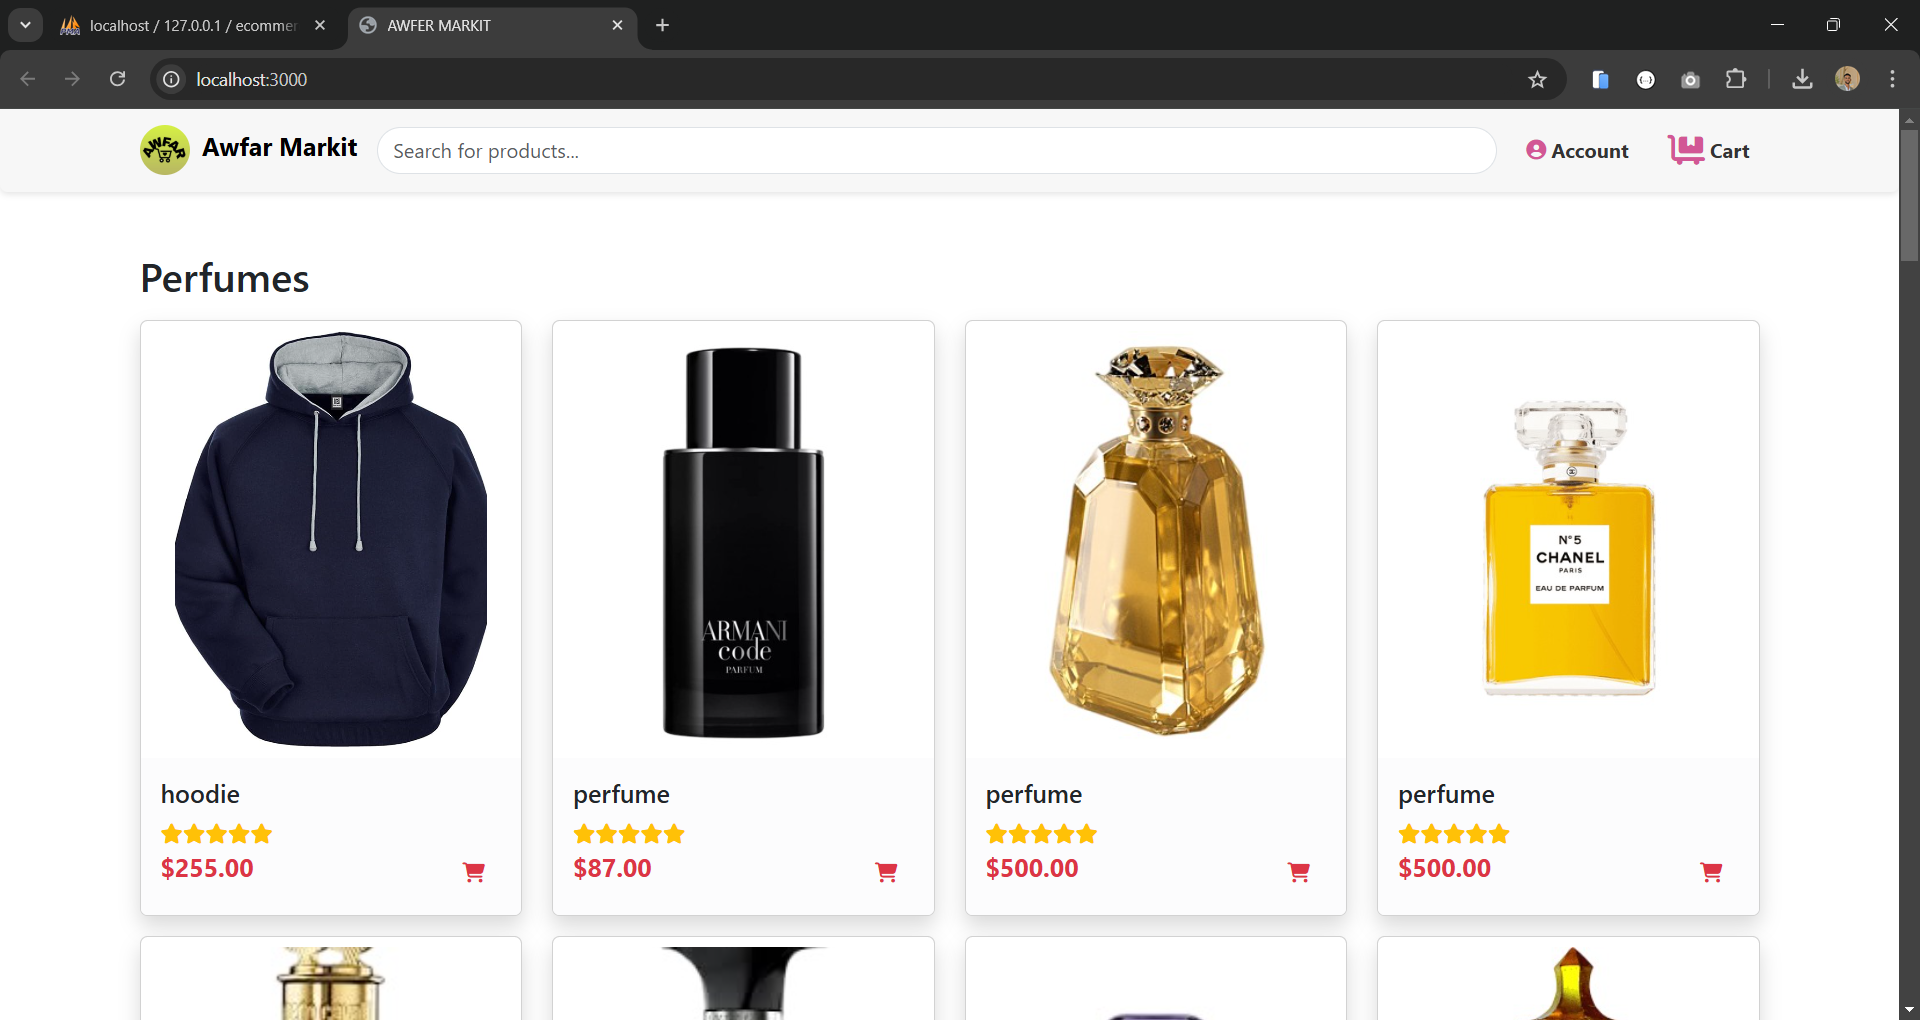 localhost / 127.0.0.1 / ecommer
AWFER MARKIT
localhost:3000
AWFAR
Awfar Markit
Search for products...
Account
Cart
Perfumes
ARMANI
code
PARFUM
N°5
CHANEL
PARIS
EAU DE PARFUM
hoodie
$255.00
perfume
$87.00
perfume
$500.00
perfume
$500.00